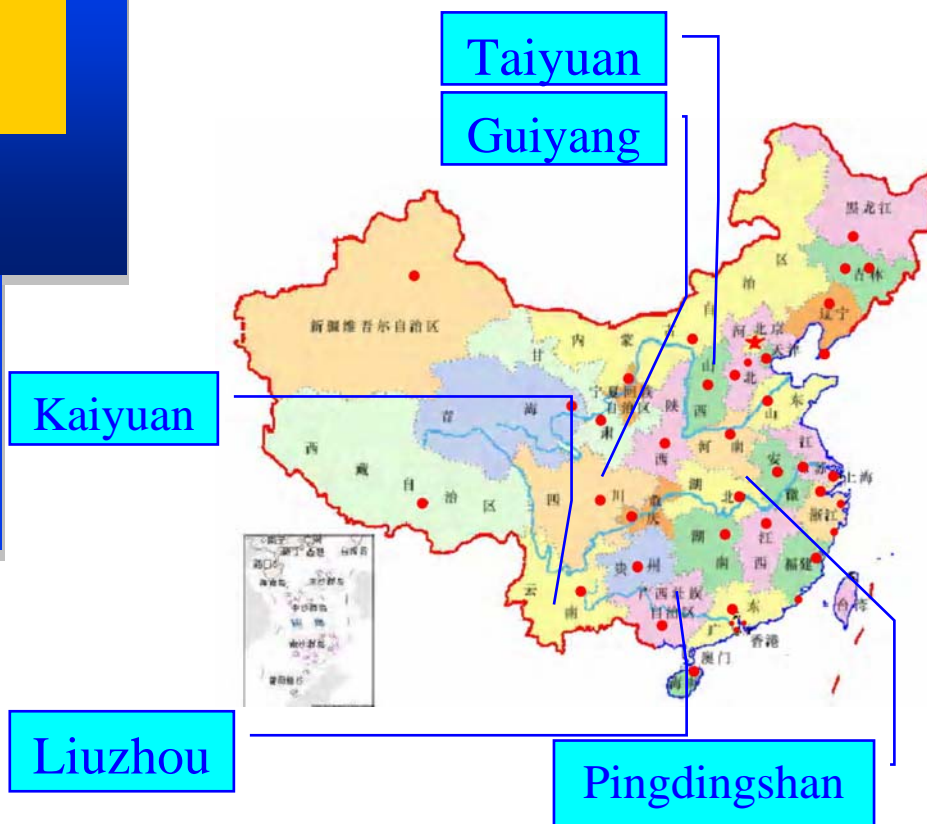 Taiyuan
Guiyang
Kaiyuan
Liuzhou
Pingdingshan
黑龙江
吉林
辽宁
内蒙古自治区
新疆维吾尔自治区
北京
天津
河北
山西
山东
甘肃
宁夏回族
自治区
陕西
青海
河南
江苏
安徽
上海
西藏自治区
四川
重庆
湖北
浙江
湖南
江西
福建
贵州
云南
广西壮族
自治区
广东
台湾
香港
澳门